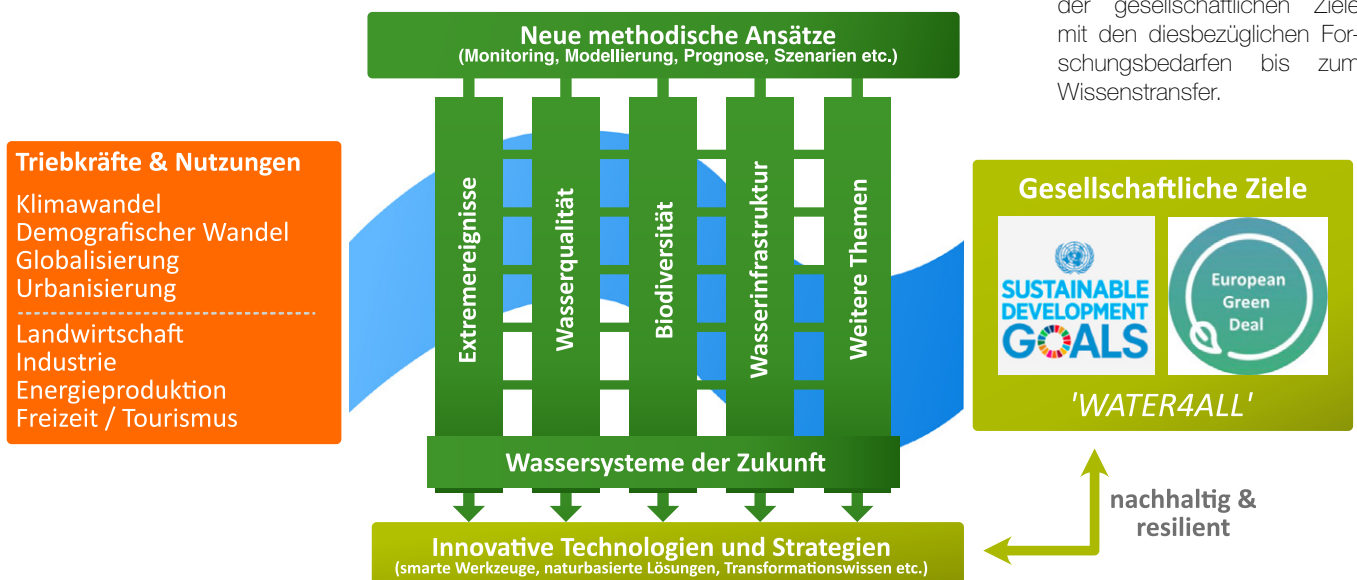 der gesellschaftlichen Ziele
mit den diesbezüglichen For-
schungsbedarfen bis zum
Wissenstransfer.
Neue methodische Ansätze
(Monitoring, Modellierung, Prognose, Szenarien etc.)
Triebkräfte & Nutzungen
Klimawandel
Demografischer Wandel
Globalisierung
Urbanisierung
Landwirtschaft
Industrie
Energieproduktion
Freizeit / Tourismus
Extremereignisse
Wasserqualität
Biodiversität
Wasserinfrastruktur
Weitere Themen
Gesellschaftliche Ziele
SUSTAINABLE
DEVELOPMENT
GOALS
European
Green
Deal
'WATER4ALL'
Wassersysteme der Zukunft
nachhaltig &
resilient
Innovative Technologien und Strategien
(smarte Werkzeuge, naturbasierte Lösungen, Transformationswissen etc.)